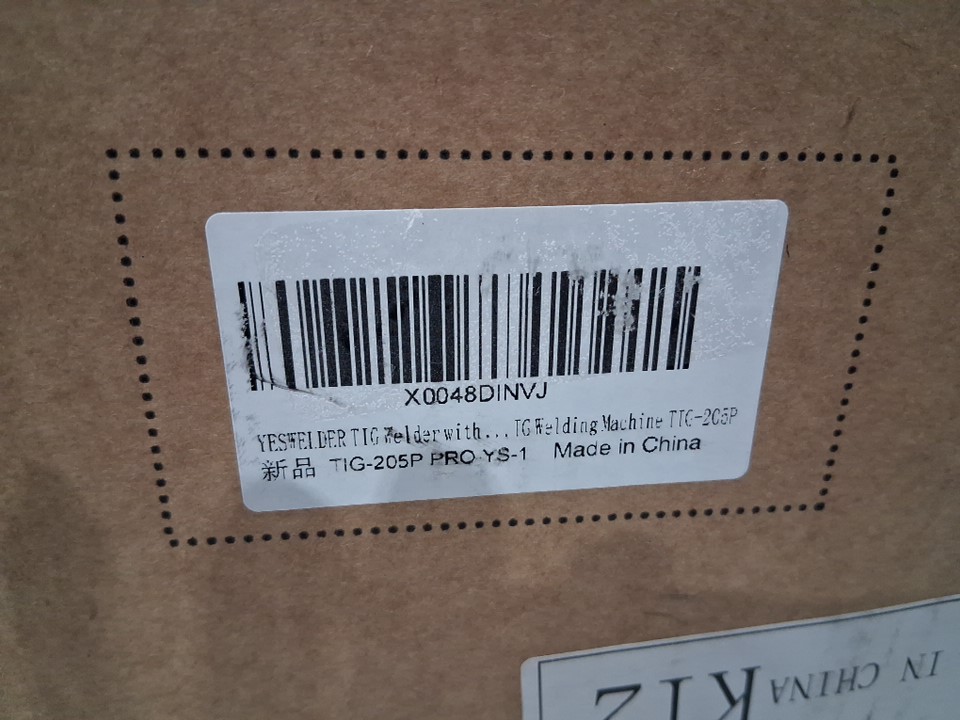 X0048DINVJ
YESWELDER TIG Welder with...TG Welding Machine TIG-205P
新品 TIG-205P PRO YS-1 Made in China
IN CHINA